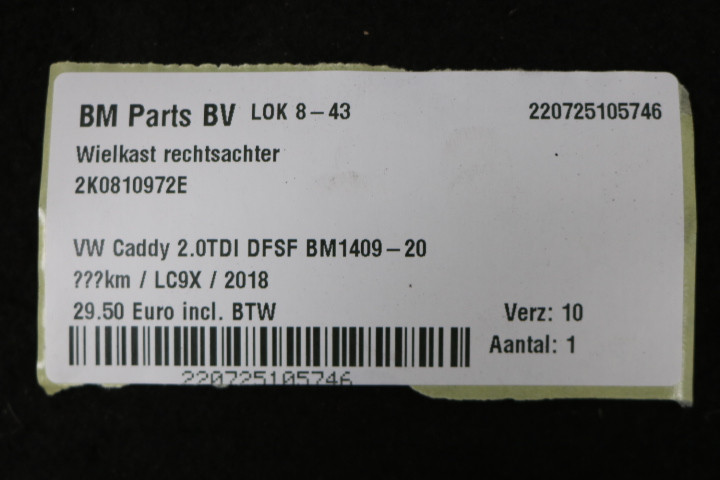 BM Parts BV LOK 8-43 220725105746
Wielkast rechtsachter
2K0810972E
VW Caddy 2.0TDI DFSF BM1409-20
???km / LC9X / 2018
29.50 Euro incl. BTW Verz: 10
Aantal: 1
220725105746